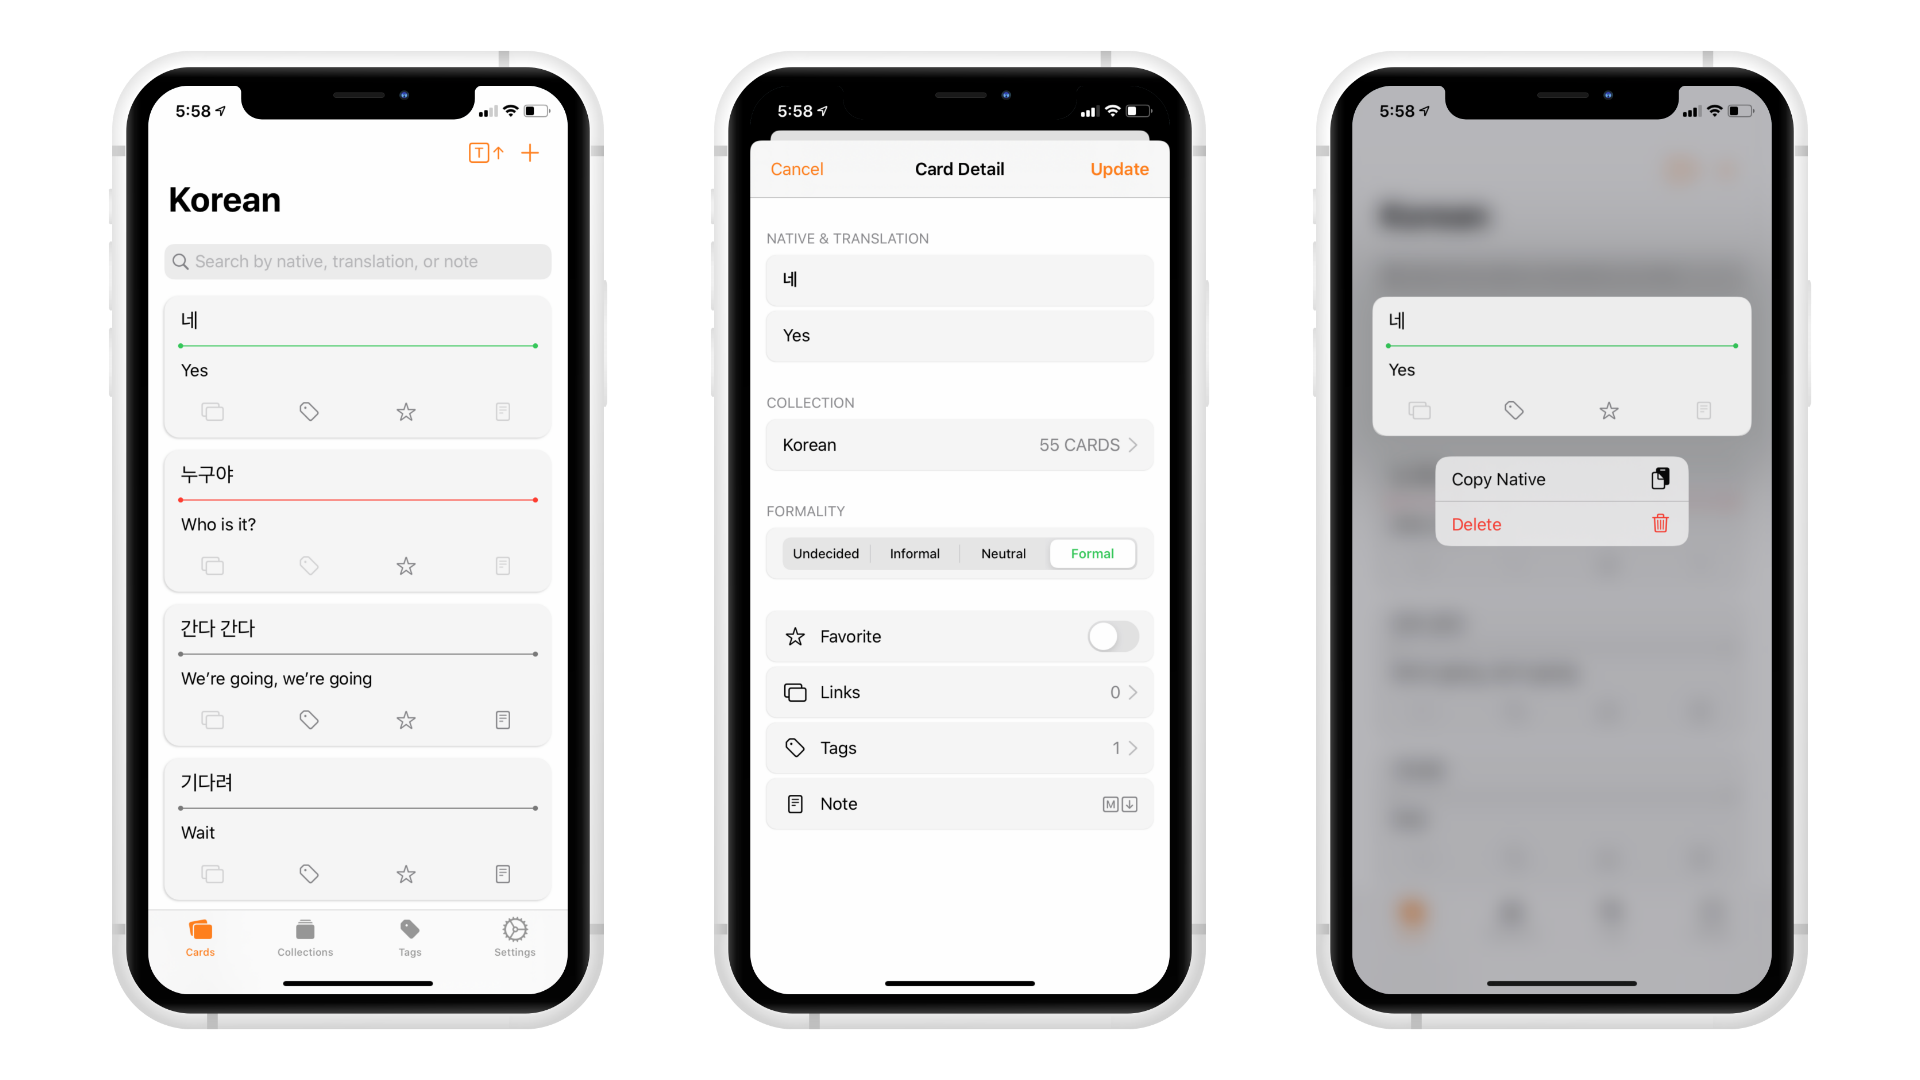 5:58
T
Korean
Search by native, translation, or note
네
Yes
누구야
Who is it?
간다 간다
We're going, we're going
기다려
Wait
Cards
Collections
Tags
Settings
5:58
Cancel
Card Detail
Update
NATIVE & TRANSLATION
네
Yes
COLLECTION
Korean
55 CARDS
FORMALITY
Undecided
Informal
Neutral
Formal
Favorite
Links
0
Tags
1
Note
M
5:58
Korean
네
Yes
Copy Native
Delete